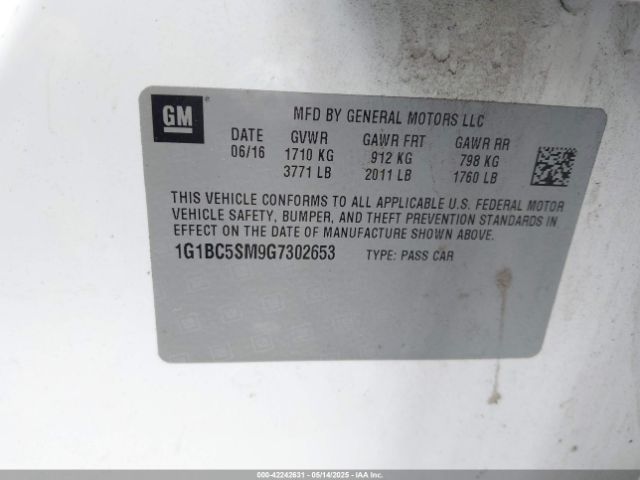 GM
MFD BY GENERAL MOTORS LLC
DATE GVWR GAWR FRT GAWR RR
06/16 1710 KG 912 KG 798 KG
3771 LB 2011 LB 1760 LB
THIS VEHICLE CONFORMS TO ALL APPLICABLE U.S. FEDERAL MOTOR
VEHICLE SAFETY, BUMPER, AND THEFT PREVENTION STANDARDS IN
EFFECT ON THE DATE OF MANUFACTURE SHOWN ABOVE.
1G1BC5SM9G7302653 TYPE: PASS CAR
000-42242631 - 05/14/2025 - IAAI.CA